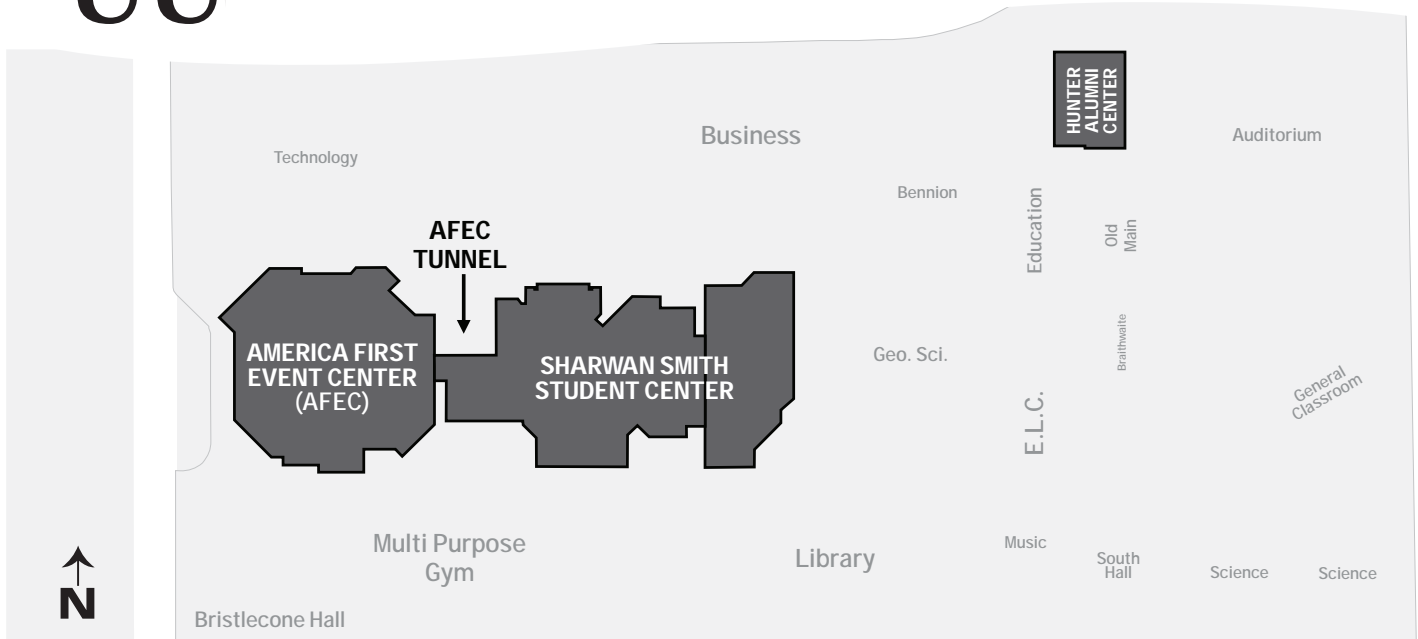 HUNTER
ALUMNI
CENTER
Business
Auditorium
Technology
Bennion
Education
Old
Main
AFEC
TUNNEL
AMERICA FIRST
EVENT CENTER
(AFEC)
SHARWAN SMITH
STUDENT CENTER
Geo. Sci.
Braithwaite
General
Classroom
E.L.C.
Multi Purpose
Gym
Library
Music
South
Hall
Science
Science
N
Bristlecone Hall